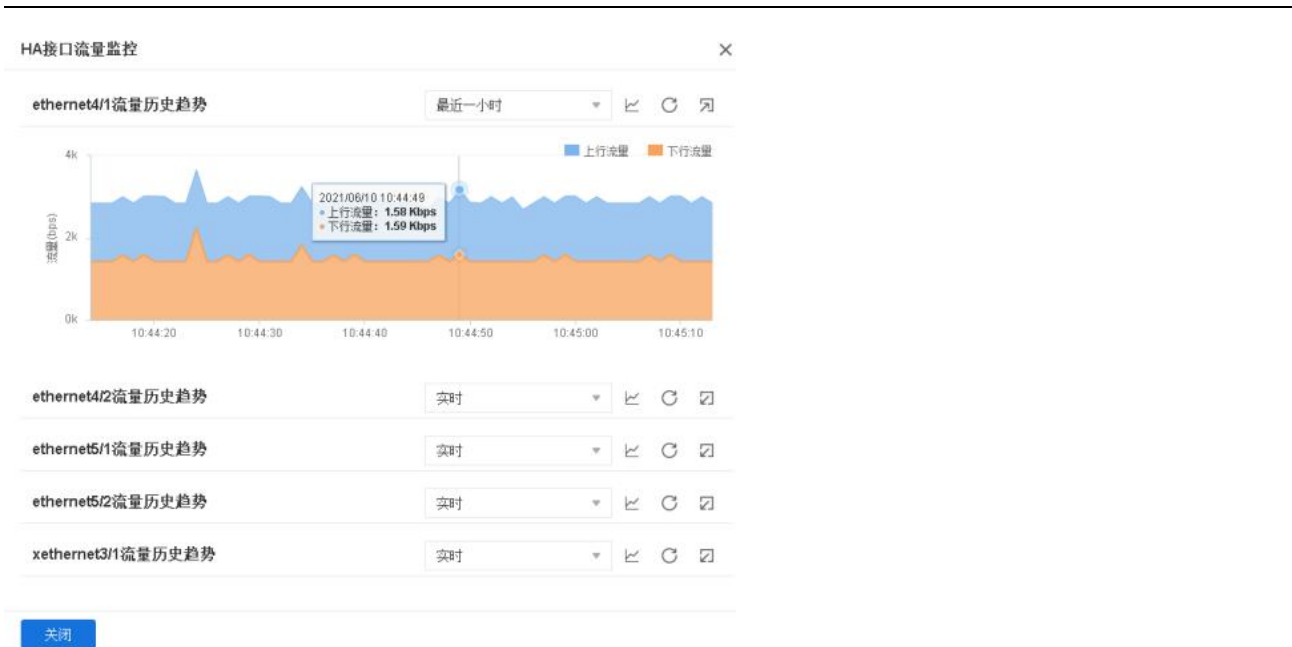 HA接口流量监控
ethernet4/1流量历史趋势 最近一小时
上行流量 下行流量
4k
2k
0k
流量(bps)
2021/06/10 10:44:49
上行流量: 1.58 Kbps
下行流量: 1.59 Kbps
10:44:20 10:44:30 10:44:40 10:44:50 10:45:00 10:45:10
ethernet4/2流量历史趋势 实时
ethernet5/1流量历史趋势 实时
ethernet5/2流量历史趋势 实时
xethernet3/1流量历史趋势 实时
关闭